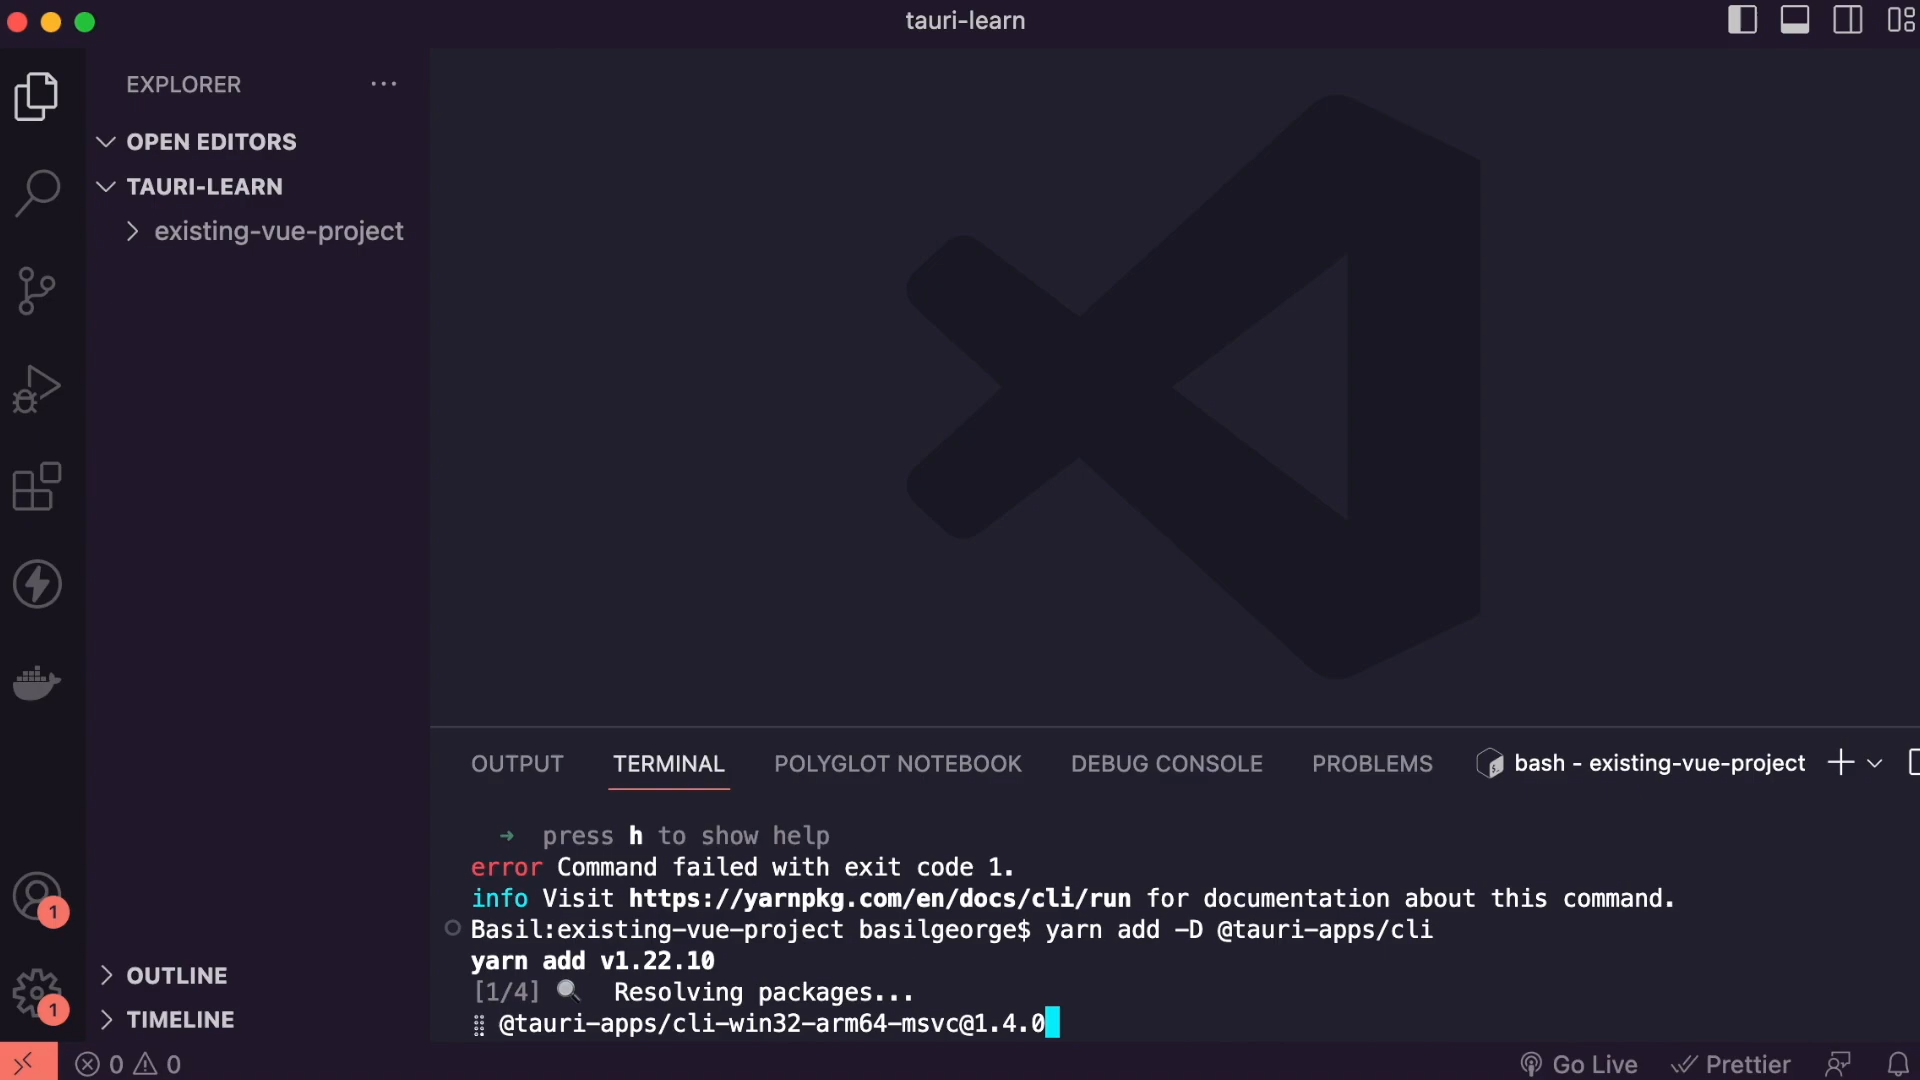 tauri-learn
EXPLORER
OPEN EDITORS
TAURI-LEARN
existing-vue-project
OUTPUT TERMINAL POLYGLOT NOTEBOOK DEBUG CONSOLE PROBLEMS bash - existing-vue-project
➜ press h to show help
error Command failed with exit code 1.
info Visit https://yarnpkg.com/en/docs/cli/run for documentation about this command.
Basil:existing-vue-project basilgeorge$ yarn add -D @tauri-apps/cli
yarn add v1.22.10
[1/4] 🔍 Resolving packages...
⣿ @tauri-apps/cli-win32-arm64-msvc@1.4.0
1
1
OUTLINE
TIMELINE
0 0 Go Live Prettier